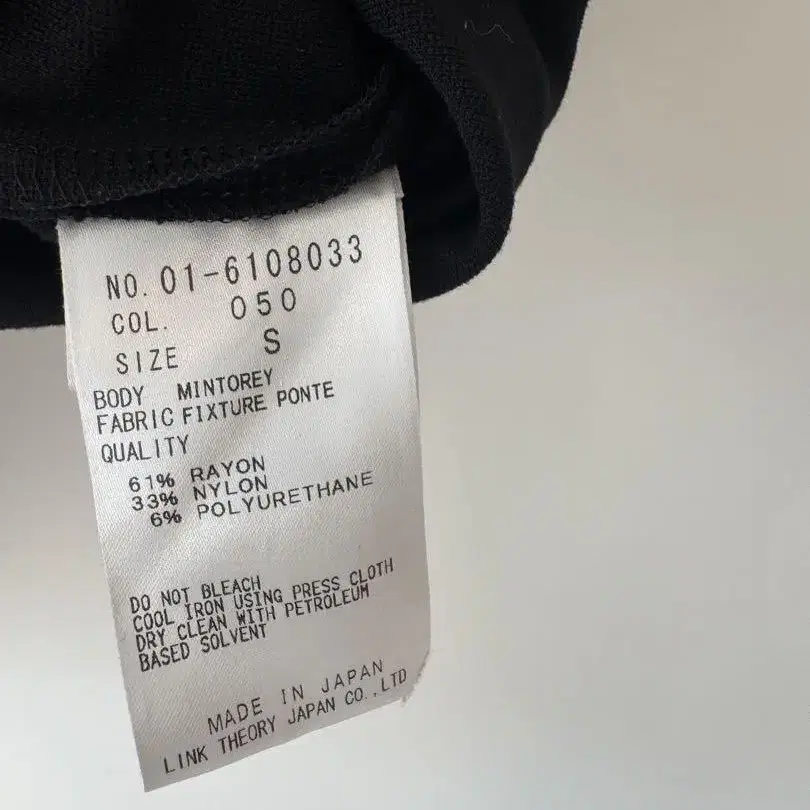 NO. 01-6108033
COL. 050
SIZE S
BODY MINTOREY
FABRIC FIXTURE PONTE
QUALITY
61% RAYON
33% NYLON
6% POLYURETHANE
DO NOT BLEACH
COOL IRON USING PRESS CLOTH
DRY CLEAN WITH PETROLEUM
BASED SOLVENT
MADE IN JAPAN
LINK THEORY JAPAN CO.,LTD